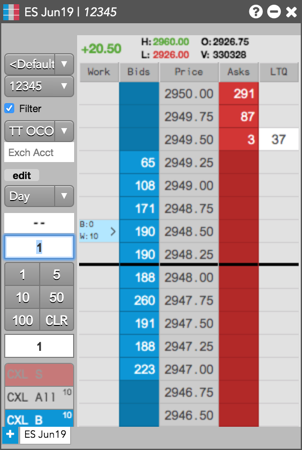 ES Jun19 | 12345
+20.50 H: 2960.00 O: 2926.75
L: 2926.00 V: 330328
<Default
12345
Filter
TT OCO
Exch Acct
edit
Day
--
1
1 5
10 50
100 CLR
1
CXL S
CXL All 10
CXL B 10
+ ES Jun19
Work Bids Price Asks LTQ
2950.00 291
2949.75 87
2949.50 3 37
65 2949.25
108 2949.00
171 2948.75
B:0
W:10 > 190 2948.50
190 2948.25
188 2948.00
260 2947.75
191 2947.50
188 2947.25
223 2947.00
2946.75
2946.50